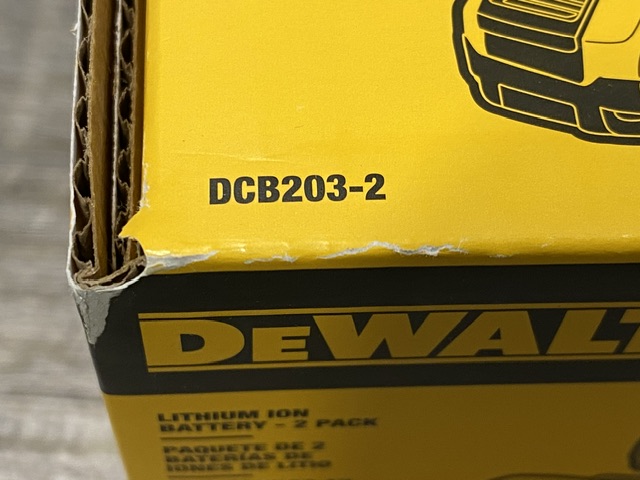 DCB203-2
DEWALT
LITHIUM ION
BATTERY - 2 PACK
PAQUETE DE 2
BATERÍAS DE
IONES DE LITIO